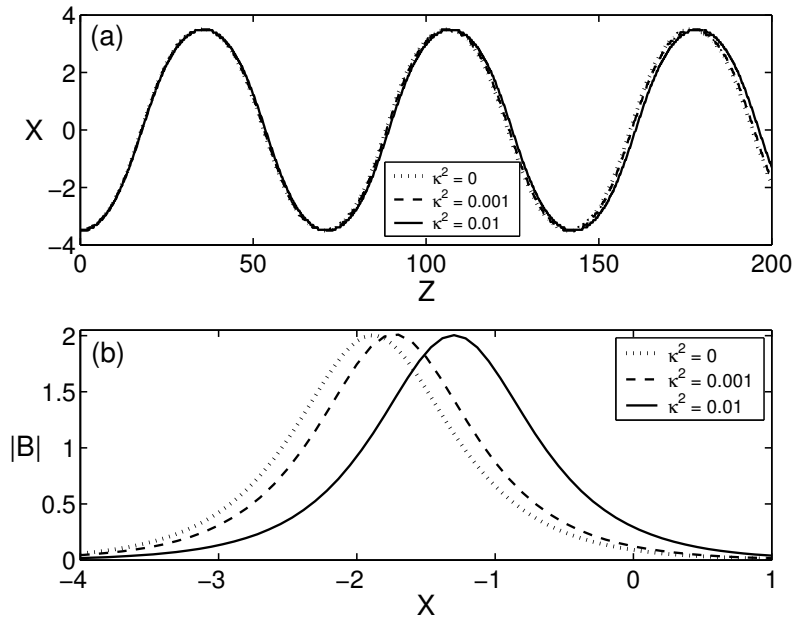 (a)
4
2
0
−2
−4
X
κ² = 0
κ² = 0.001
κ² = 0.01
0 50 100 150 200
Z
(b)
2
1.5
1
0.5
0
|B|
κ² = 0
κ² = 0.001
κ² = 0.01
−4 −3 −2 −1 0 1
X